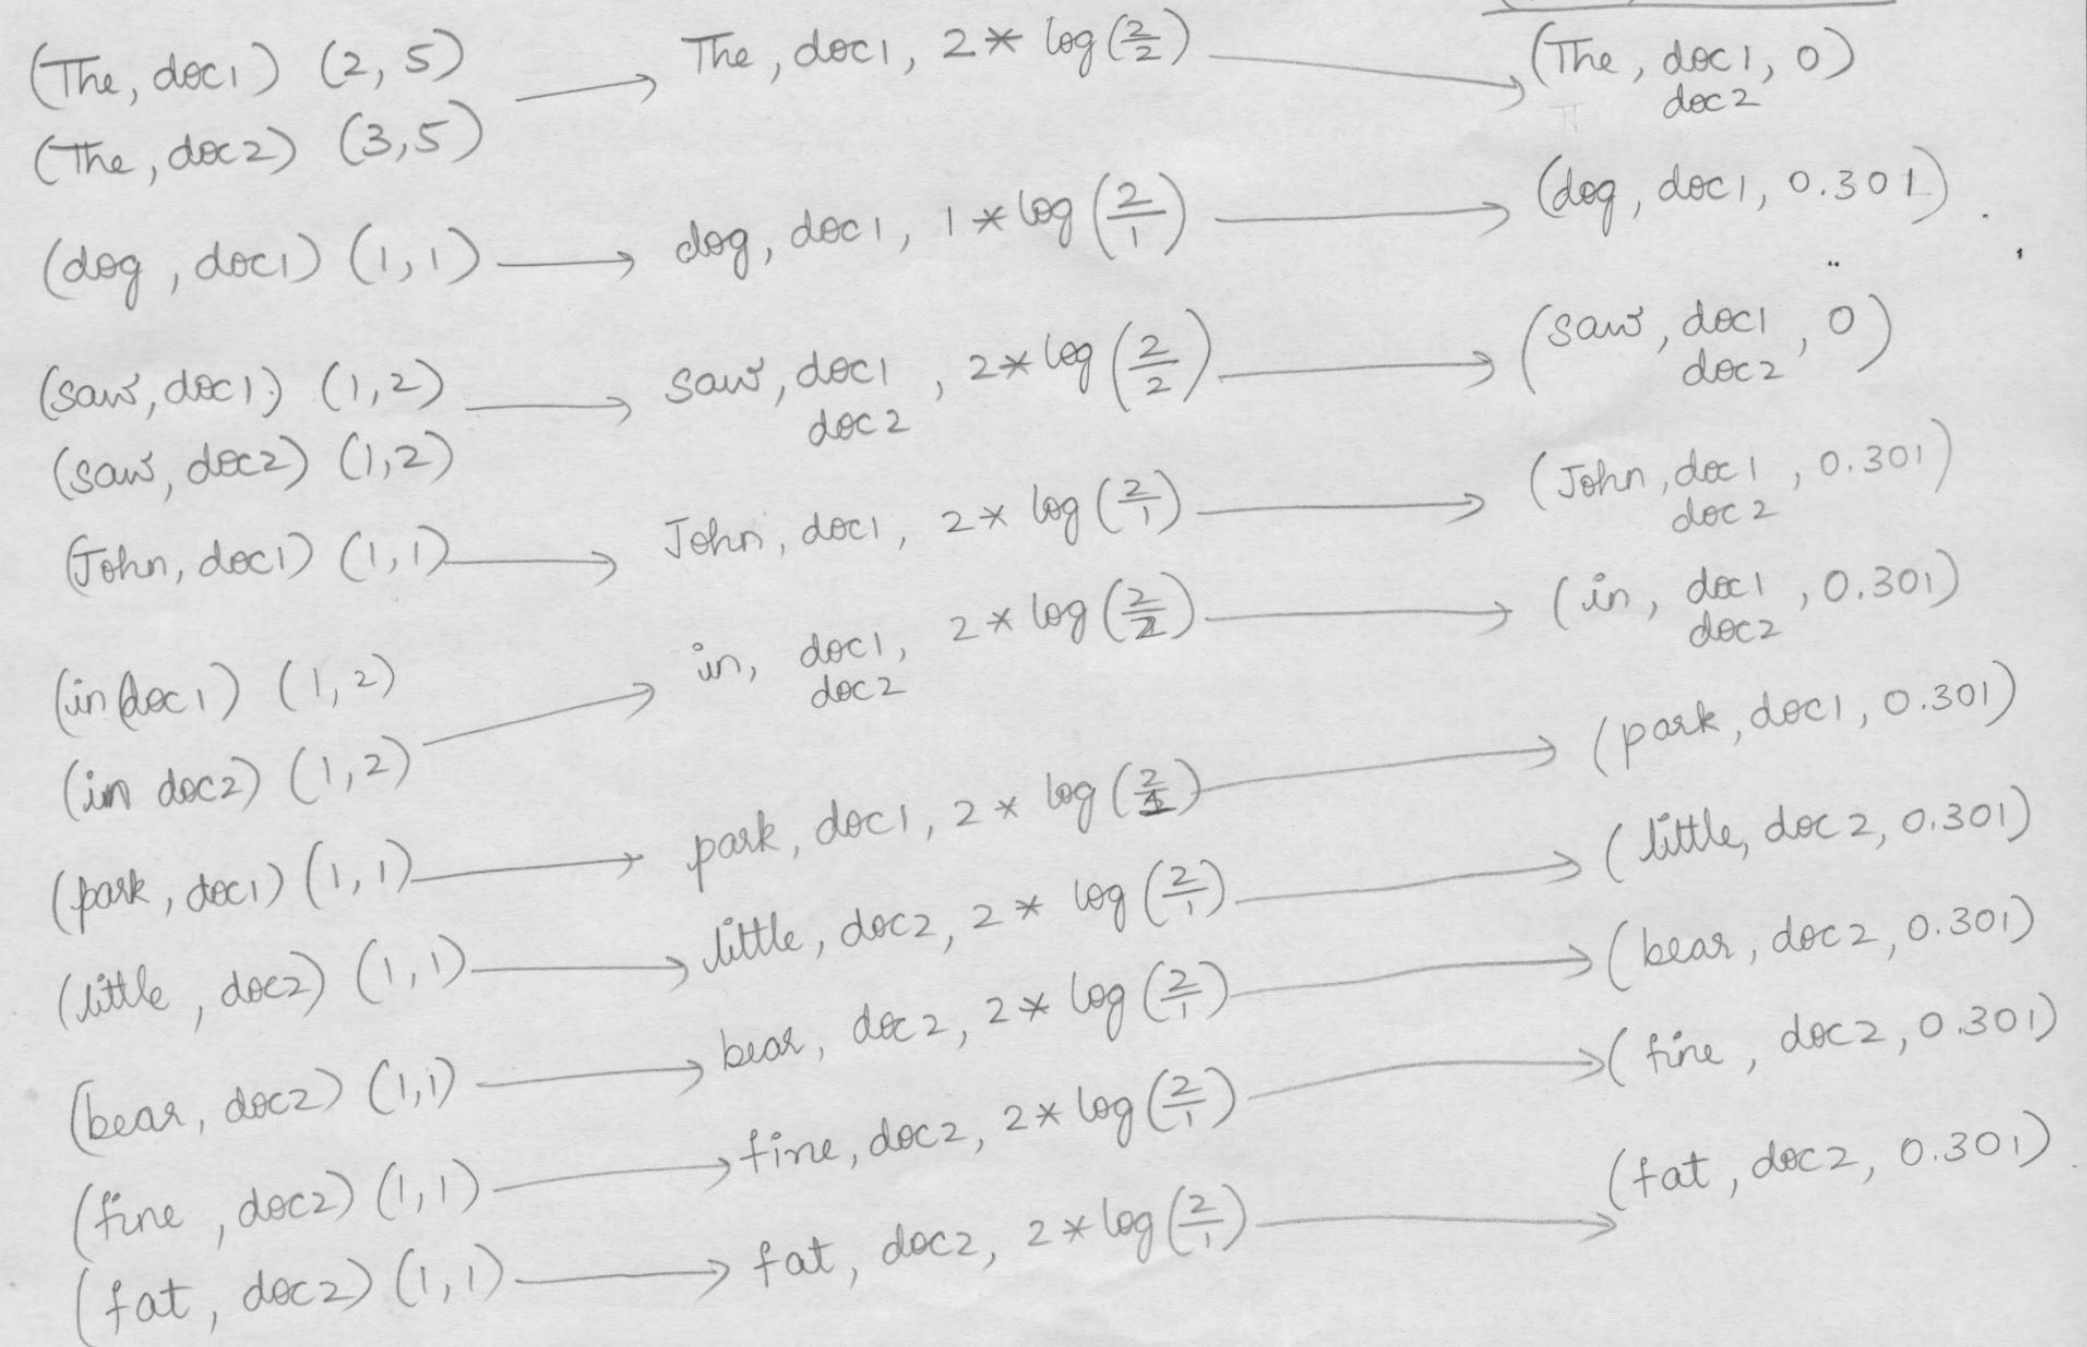 (The, doc1) (2, 5) → The, doc1, 2 * log(2/2) → (The, doc1, 0)
doc2
(The, doc2) (3,5)
(dog, doc1) (1,1) → dog, doc1, 1 * log(2/1) → (dog, doc1, 0.301)
(saw, doc1) (1,2) → saw, doc1, 2* log(2/2) → (saw, doc1, 0)
doc2 doc2
(saw, doc2) (1,2)
(John, doc1) (1,1) → John, doc1, 2* log(2/1) → (John, doc1, 0.301)
doc2
(in doc1) (1,2) → in, doc1, 2* log(2/2) → (in, doc1, 0.301)
doc2 doc2
(in doc2) (1,2)
(park, doc1) (1,1) → park, doc1, 2* log(2/1) → (park, doc1, 0.301)
(little, doc2) (1,1) → little, doc2, 2* log(2/1) → (little, doc2, 0.301)
(bear, doc2) (1,1) → bear, doc2, 2* log(2/1) → (bear, doc2, 0.301)
(fine, doc2) (1,1) → fine, doc2, 2* log(2/1) → (fine, doc2, 0.301)
(fat, doc2) (1,1) → fat, doc2, 2* log(2/1) → (fat, doc2, 0.301)